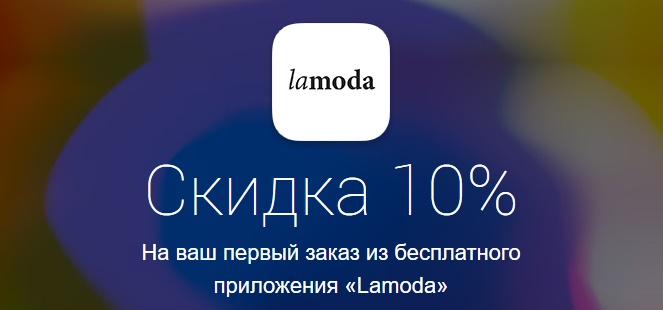 lamoda
Скидка 10%
На ваш первый заказ из бесплатного
приложения «Lamoda»